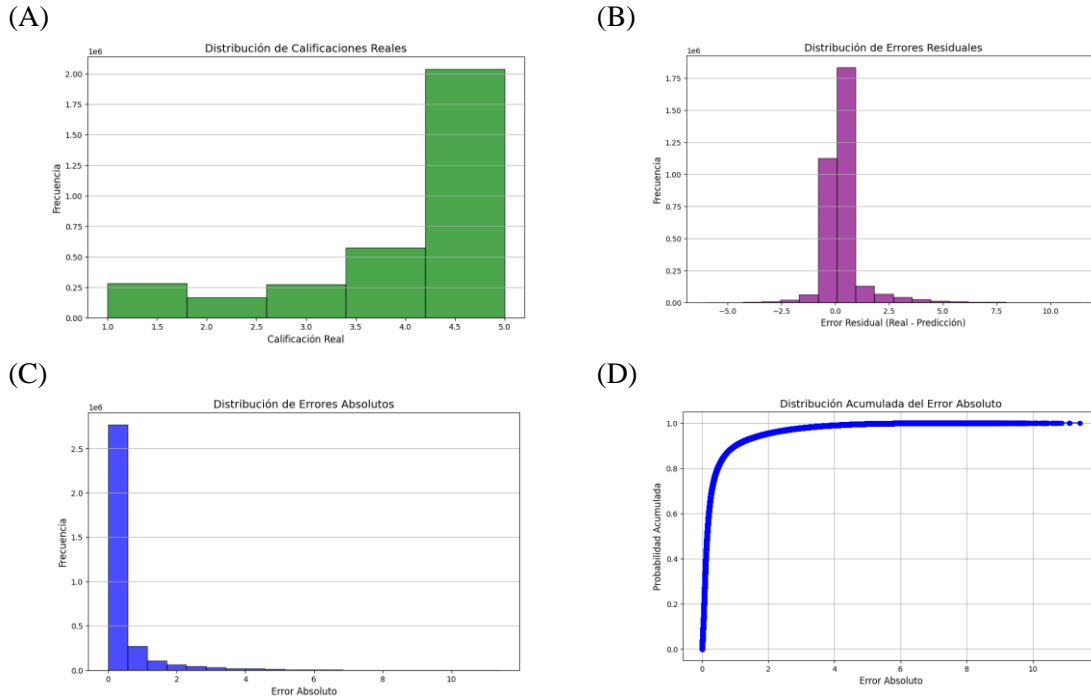 (A)
Distribución de Calificaciones Reales
1e6
2.00
1.75
1.50
1.25
1.00
0.75
0.50
0.25
0.00
Frecuencia
1.0 1.5 2.0 2.5 3.0 3.5 4.0 4.5 5.0
Calificación Real
(B)
Distribución de Errores Residuales
1e6
1.75
1.50
1.25
1.00
0.75
0.50
0.25
0.00
Frecuencia
−5.0 −2.5 0.0 2.5 5.0 7.5 10.0
Error Residual (Real - Predicción)
(C)
Distribución de Errores Absolutos
1e6
2.5
2.0
1.5
1.0
0.5
0.0
Frecuencia
0 2 4 6 8 10
Error Absoluto
(D)
Distribución Acumulada del Error Absoluto
1.0
0.8
0.6
0.4
0.2
0.0
Probabilidad Acumulada
0 2 4 6 8 10
Error Absoluto